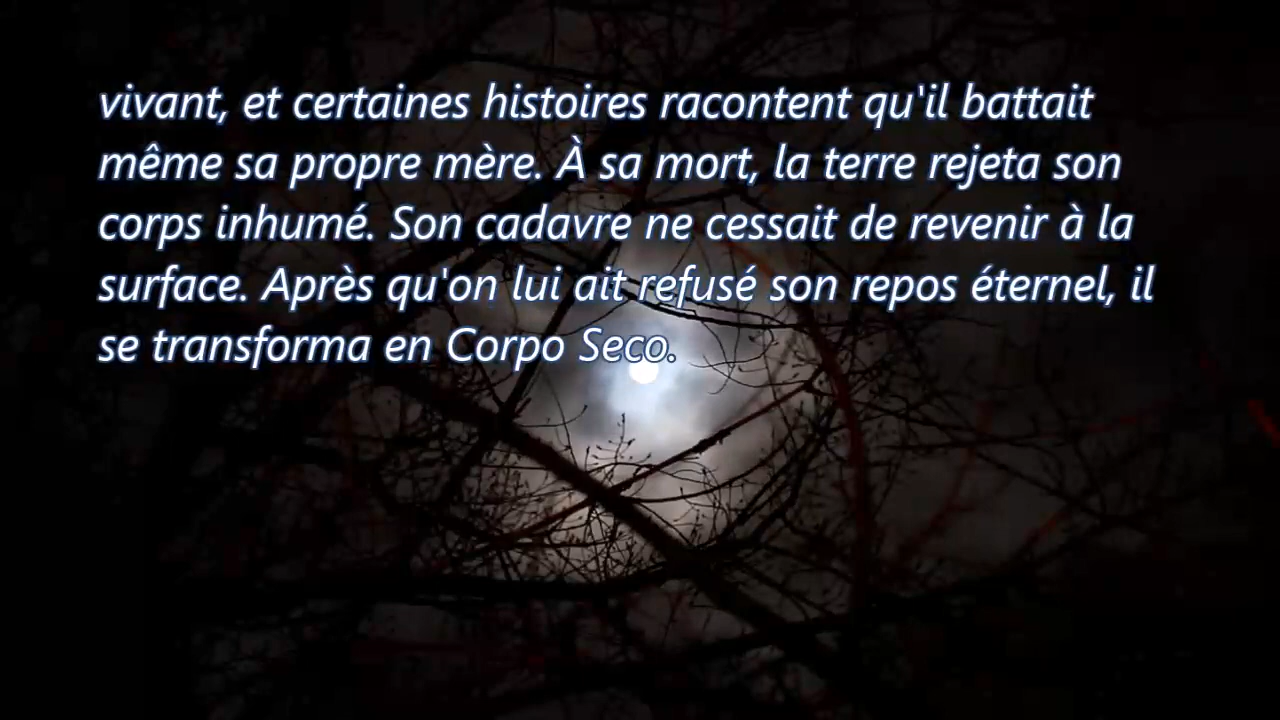 vivant, et certaines histoires racontent qu'il battait
même sa propre mère. À sa mort, la terre rejeta son
corps inhumé. Son cadavre ne cessait de revenir à la
surface. Après qu'on lui ait refusé son repos éternel, il
se transforma en Corpo Seco.